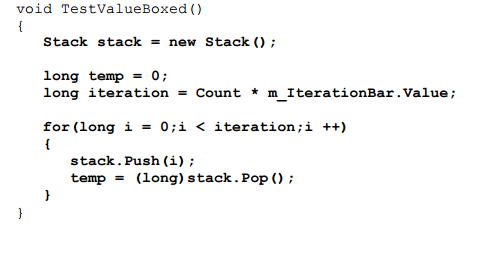 void TestValueBoxed()
{
Stack stack = new Stack();
long temp = 0;
long iteration = Count * m_IterationBar.Value;
for(long i = 0;i < iteration;i ++)
{
stack.Push(i);
temp = (long)stack.Pop();
}
}